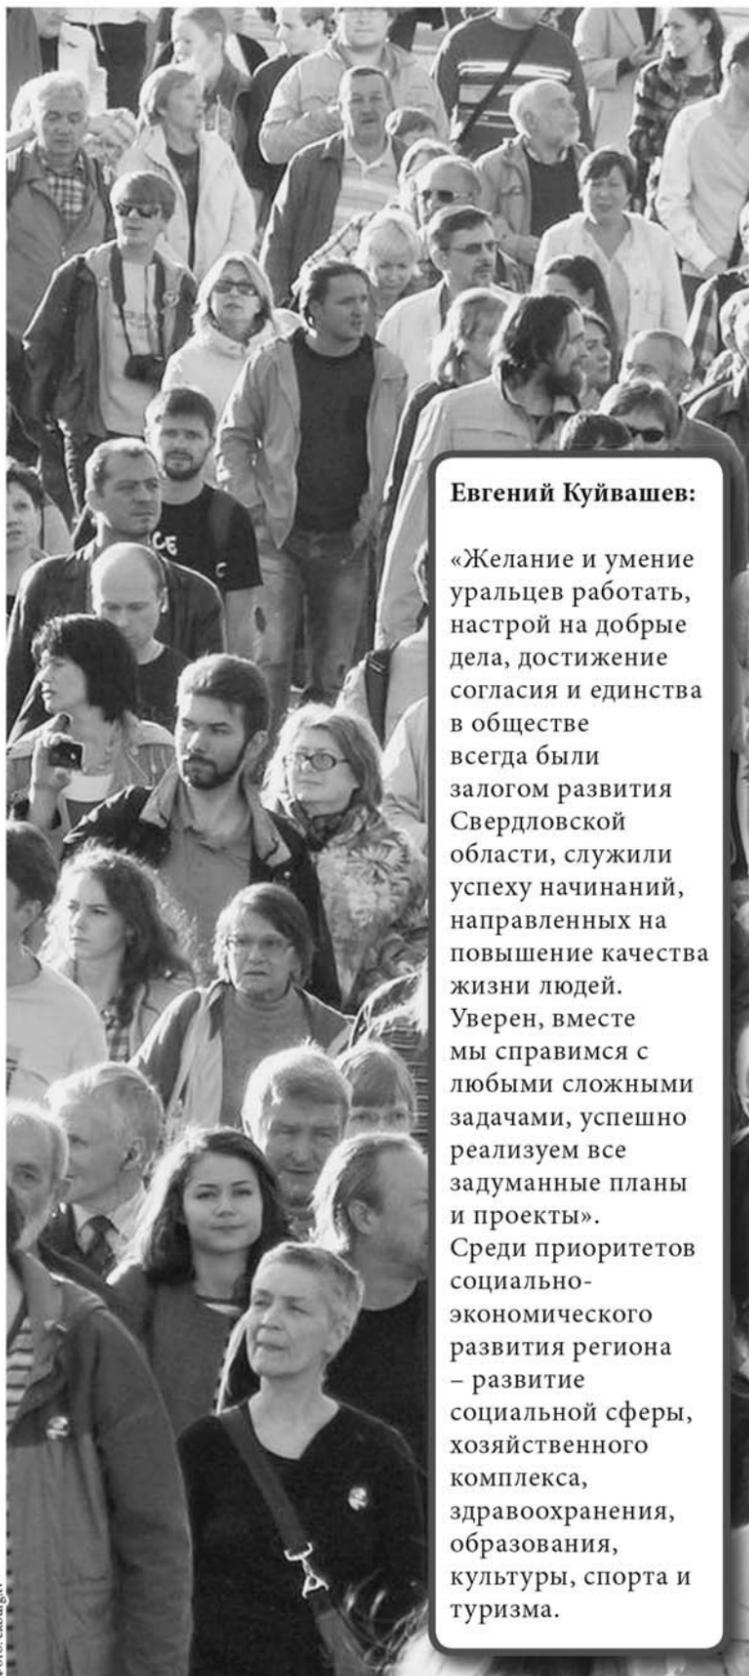 Евгений Куйвашев:
«Желание и умение
уральцев работать,
настрой на добрые
дела, достижение
согласия и единства
в обществе
всегда были
залогом развития
Свердловской
области, служили
успеху начинаний,
направленных на
повышение качества
жизни людей.
Уверен, вместе
мы справимся с
любыми сложными
задачами, успешно
реализуем все
задуманные планы
и проекты».
Среди приоритетов
социально-
экономического
развития региона
– развитие
социальной сферы,
хозяйственного
комплекса,
здравоохранения,
образования,
культуры, спорта и
туризма.